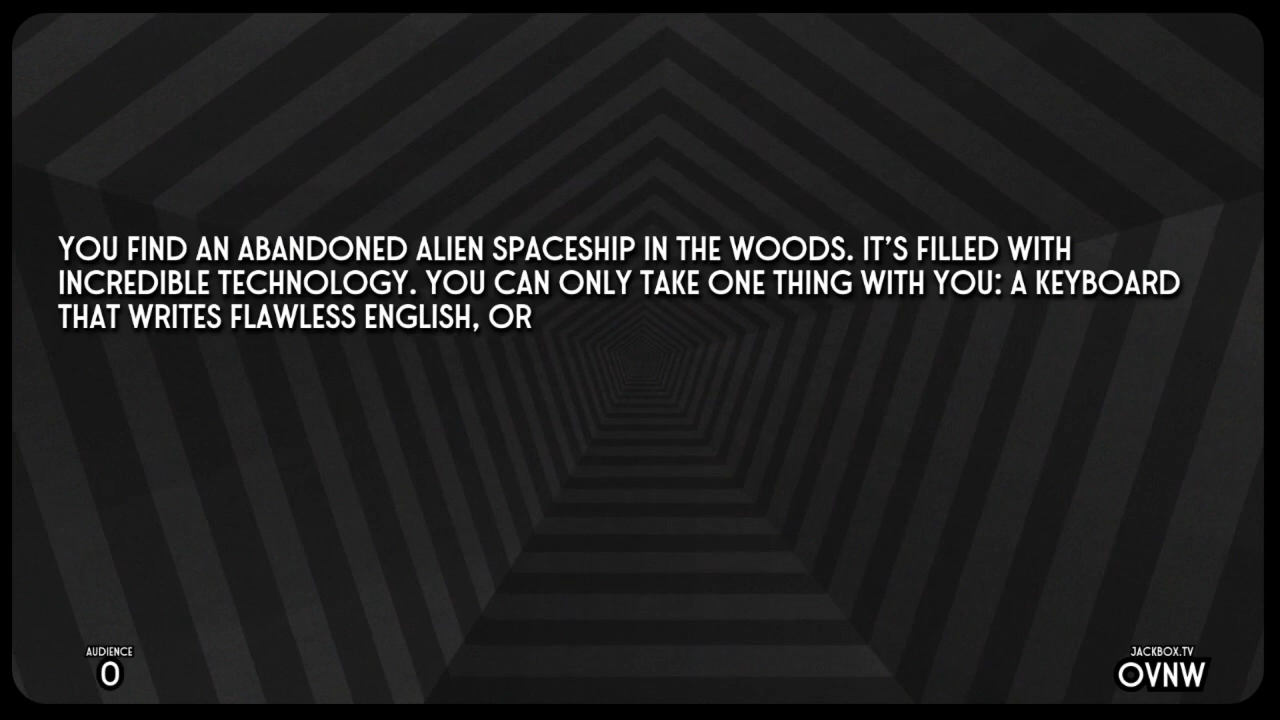 YOU FIND AN ABANDONED ALIEN SPACESHIP IN THE WOODS. IT'S FILLED WITH
INCREDIBLE TECHNOLOGY. YOU CAN ONLY TAKE ONE THING WITH YOU: A KEYBOARD
THAT WRITES FLAWLESS ENGLISH, OR
AUDIENCE
0
JACKBOX.TV
OVNW